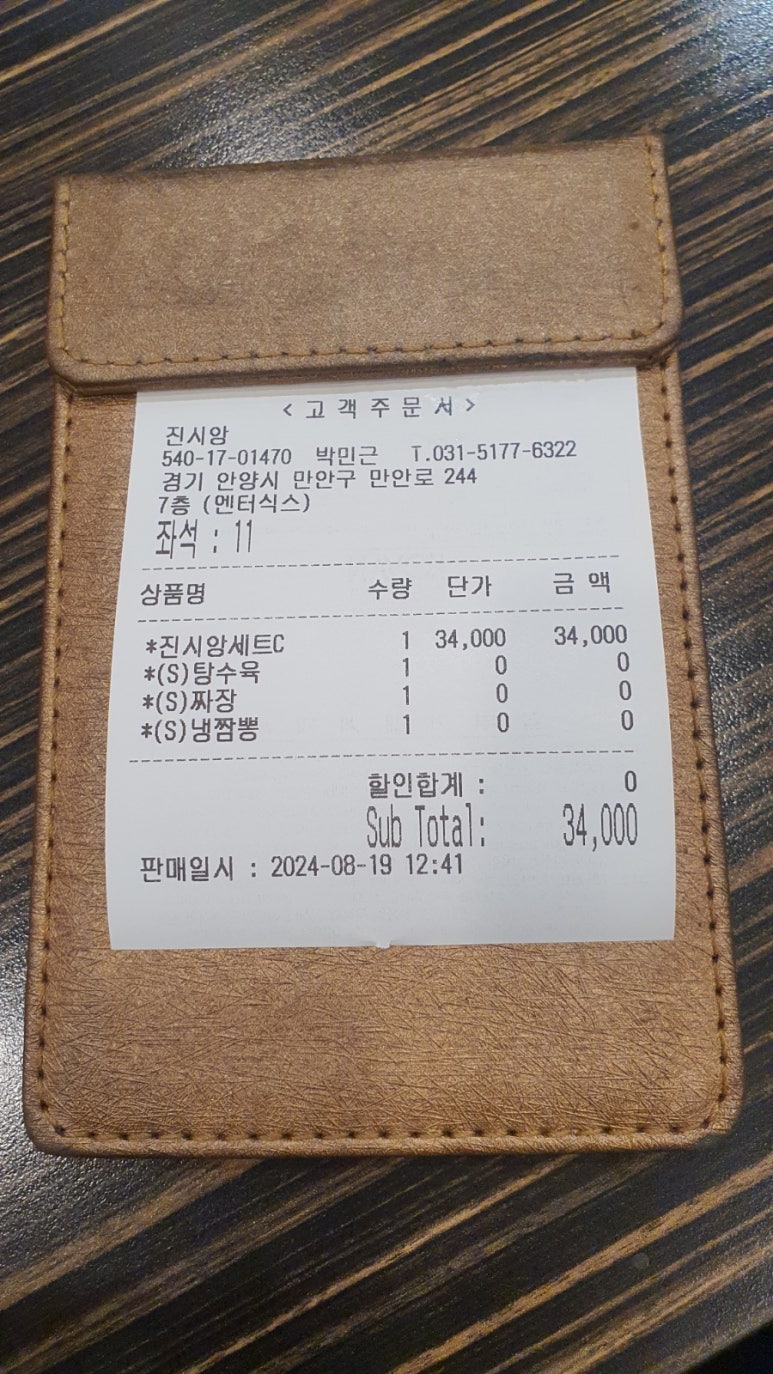 <고객주문서>
진시앙
540-17-01470 박민근 T.031-5177-6322
경기 안양시 만안구 만안로 244
7층 (엔터식스)
좌석 : 11
상품명 수량 단가 금액
*진시앙세트C 1 34,000 34,000
*(S)탕수육 1 0 0
*(S)짜장 1 0 0
*(S)냉짬뽕 1 0 0
할인합계 : 0
Sub Total: 34,000
판매일시 : 2024-08-19 12:41